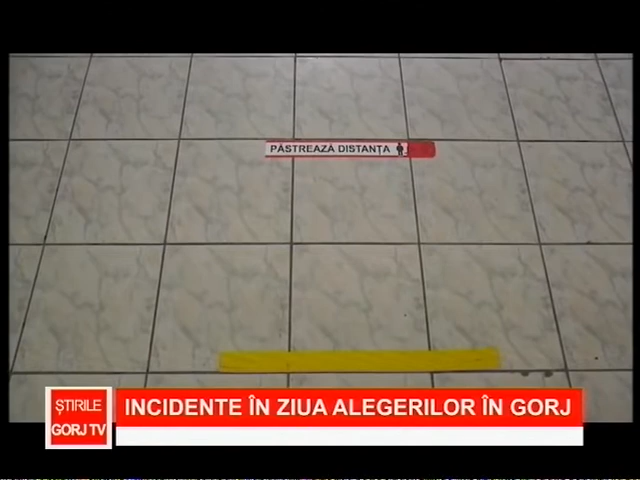 PĂSTREAZĂ DISTANȚA
ȘTIRILE
GORJ TV
INCIDENTE ÎN ZIUA ALEGERILOR ÎN GORJ